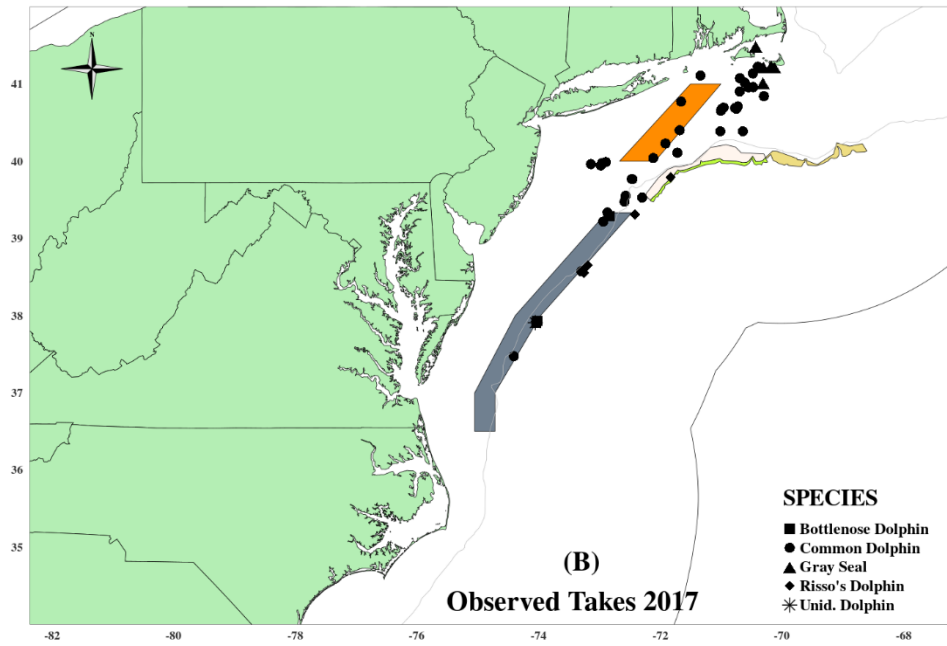 N
41
40
39
38
37
36
35
SPECIES
Bottlenose Dolphin
Common Dolphin
Gray Seal
Risso's Dolphin
Unid. Dolphin
(B)
Observed Takes 2017
-82 -80 -78 -76 -74 -72 -70 -68